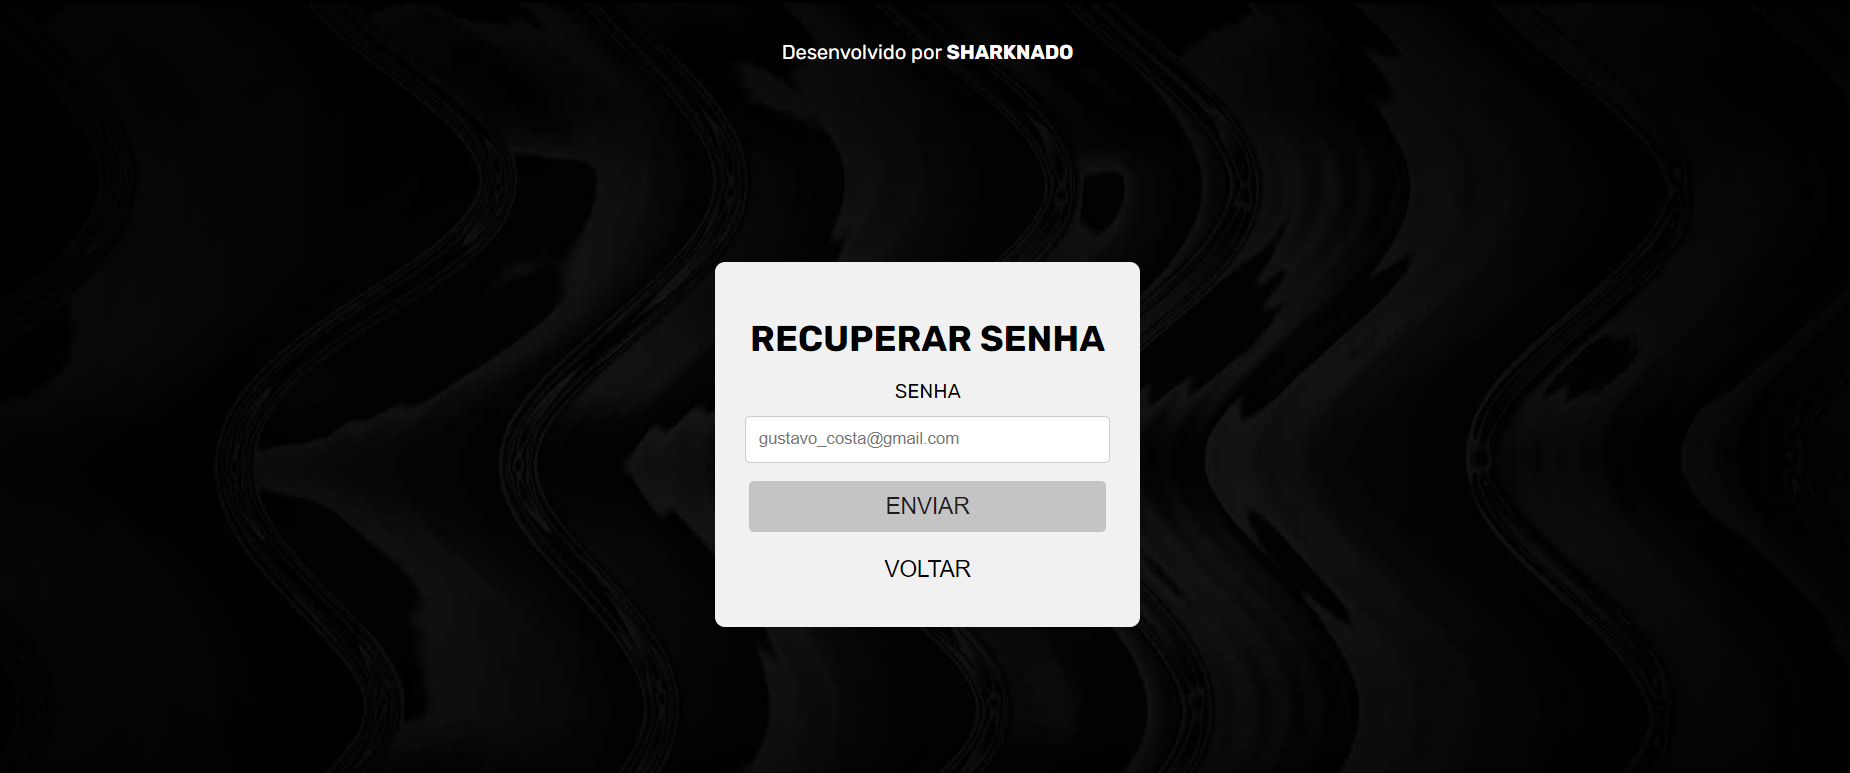 Desenvolvido por SHARKNADO
RECUPERAR SENHA
SENHA
gustavo_costa@gmail.com
ENVIAR
VOLTAR